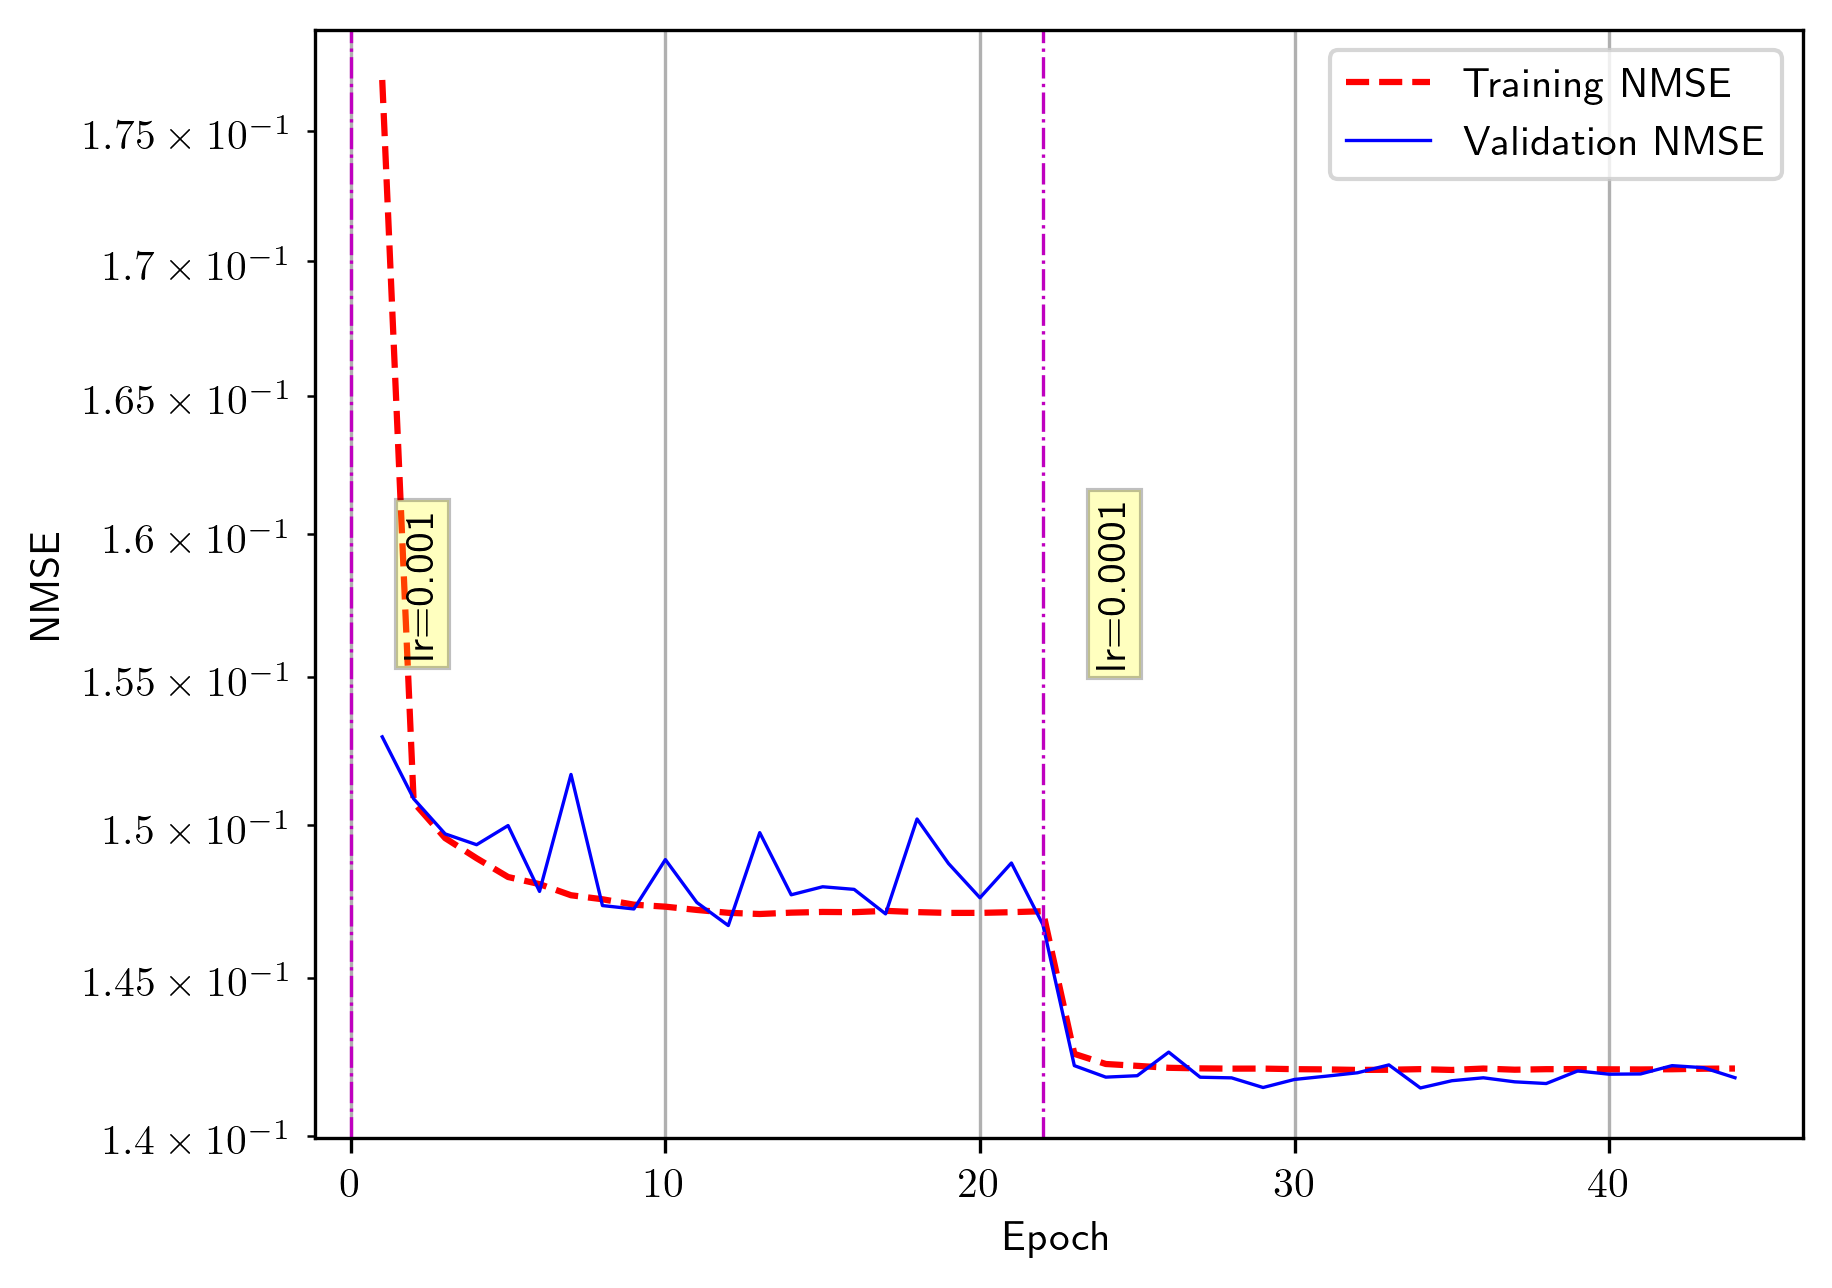 Training NMSE
Validation NMSE
1.75 × 10⁻¹
1.7 × 10⁻¹
1.65 × 10⁻¹
1.6 × 10⁻¹
1.55 × 10⁻¹
1.5 × 10⁻¹
1.45 × 10⁻¹
1.4 × 10⁻¹
NMSE
lr=0.001
lr=0.0001
0 10 20 30 40
Epoch